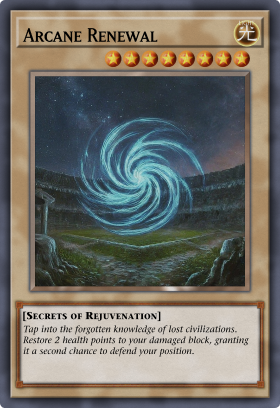 Arcane Renewal
光
[Secrets of Rejuvenation]
Tap into the forgotten knowledge of lost civilizations.
Restore 2 health points to your damaged block, granting
it a second chance to defend your position.